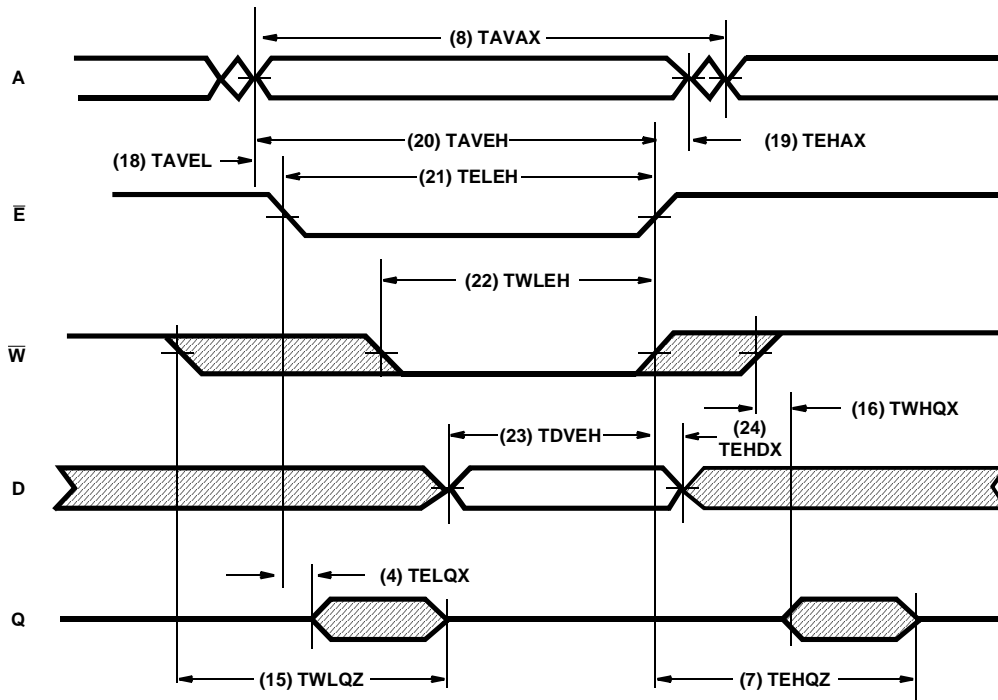 (8) TAVAX
A
(20) TAVEH
(19) TEHAX
(18) TAVEL
(21) TELEH
E̅
(22) TWLEH
W̅
(16) TWHQX
(23) TDVEH
(24)
TEHDX
D
(4) TELQX
Q
(15) TWLQZ
(7) TEHQZ